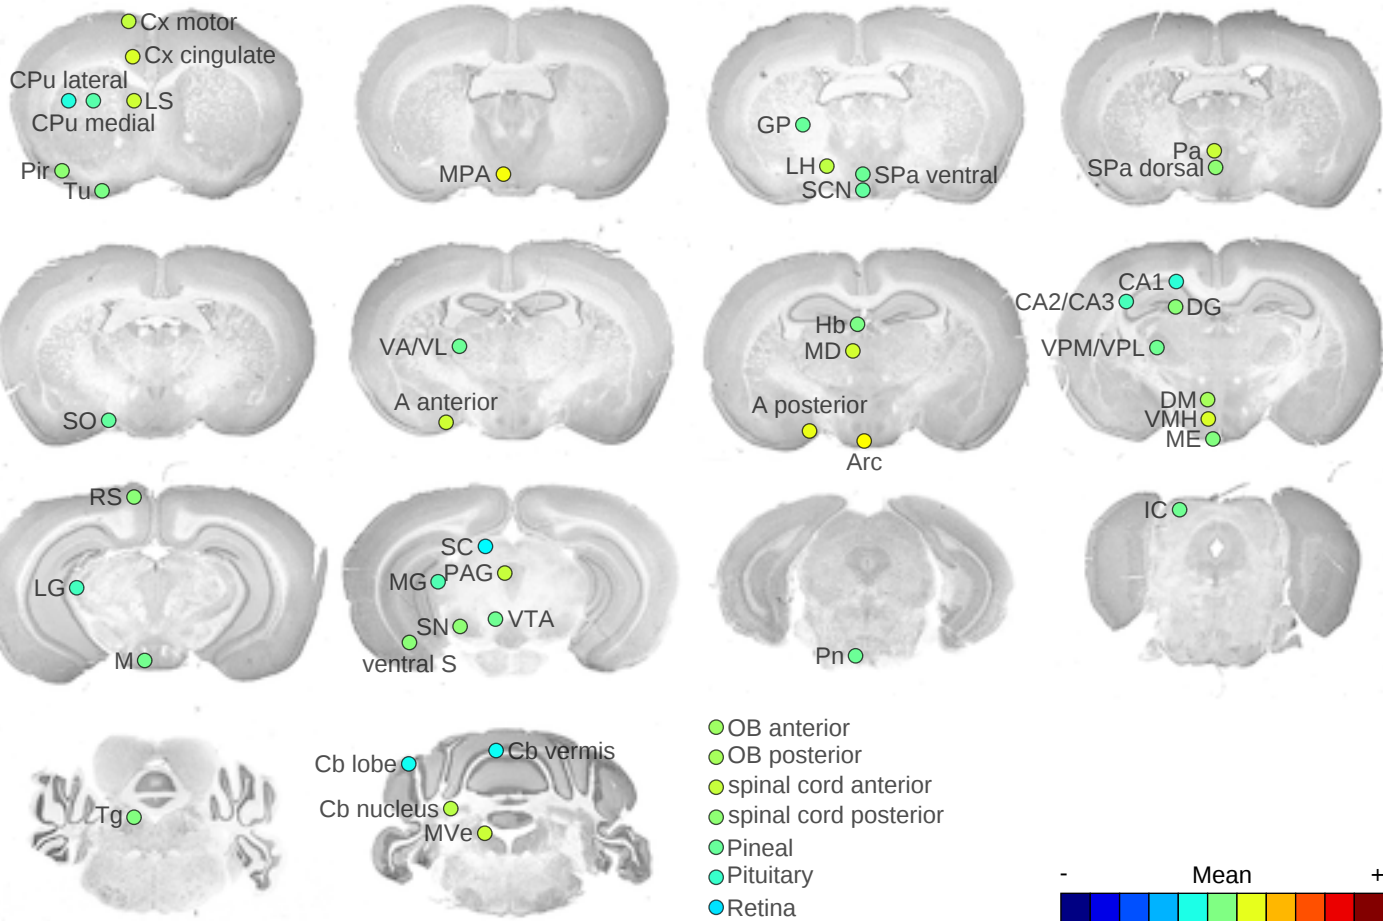 Cx motor
Cx cingulate
CPu lateral
LS
CPu medial
Pir
Tu
MPA
GP
LH
SPa ventral
SCN
Pa
SPa dorsal
SO
VA/VL
A anterior
Hb
MD
A posterior
Arc
CA1
CA2/CA3
DG
VPM/VPL
DM
VMH
ME
RS
LG
M
SC
PAG
MG
VTA
SN
ventral S
Pn
IC
Tg
Cb vermis
Cb lobe
Cb nucleus
MVe
OB anterior
OB posterior
spinal cord anterior
spinal cord posterior
Pineal
Pituitary
Retina
- Mean +